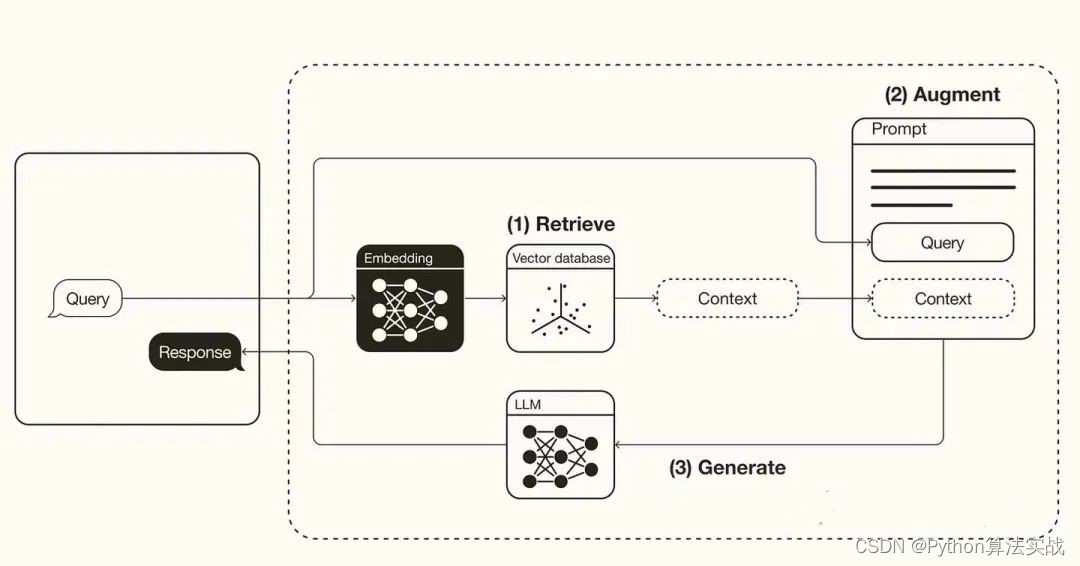 (2) Augment
Prompt
(1) Retrieve
Query
Embedding
Vector database
Query
Context
Context
Response
LLM
(3) Generate
CSDN @Python算法实战